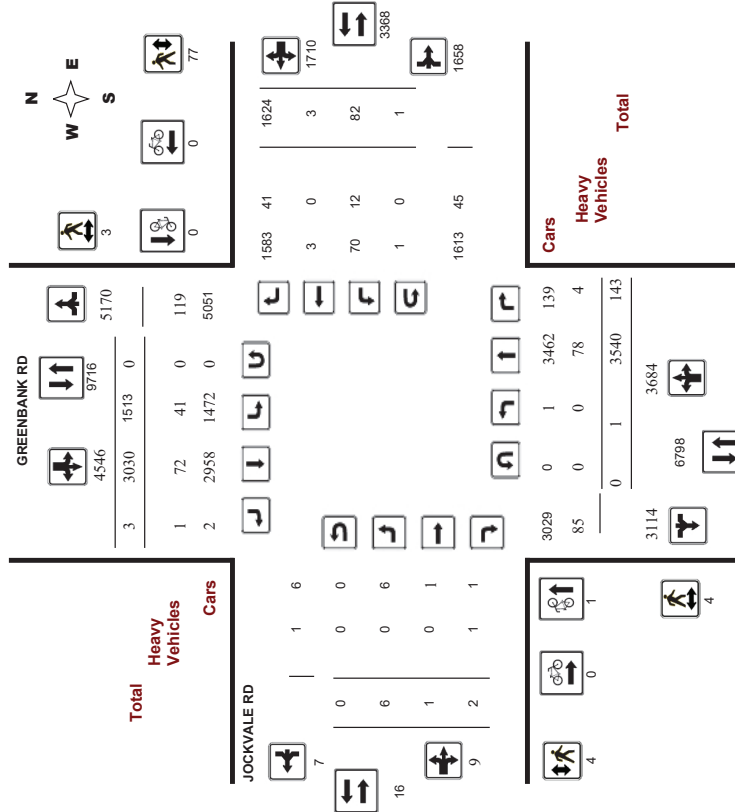 N
W E
S
3
77
0
0
GREENBANK RD
4546
9716
5170
3 3030 1513 0
1 72 41 0 119
2 2958 1472 0 5051
Total
Heavy
Vehicles
Cars
1583 41 1624
3 0 3
70 12 82
1 0 1
1613 45
1710
3368
1658
JOCKVALE RD
1 6
0 0 0
6 0 6
1 0 1
2 1 1
7
16
9
Cars
Heavy
Vehicles
Total
3029 0 1 3462 139
85 0 0 78 4
0 1 3540 143
3114
6798
3684
4
0
1
4